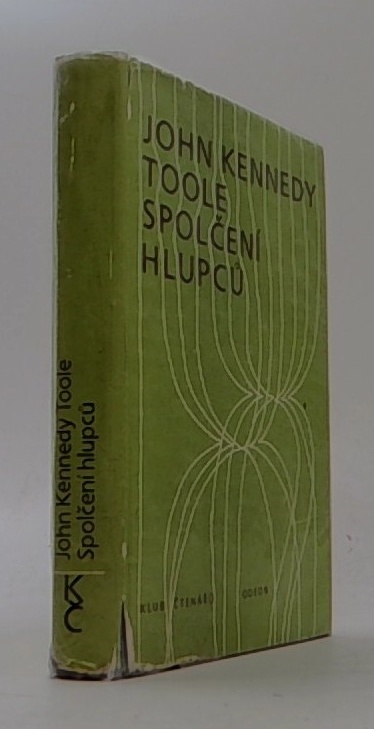 JOHN KENNEDY
TOOLE
SPOLČENÍ
HLUPCŮ
KLUB ČTENÁŘŮ ODEON
John Kennedy Toole
Spolčení hlupců